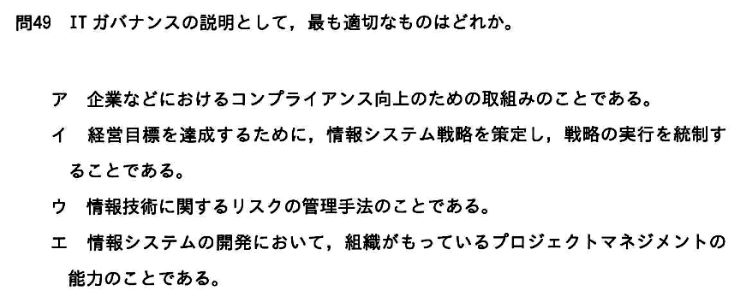 問49 ITガバナンスの説明として，最も適切なものはどれか。
ア 企業などにおけるコンプライアンス向上のための取組みのことである。
イ 経営目標を達成するために，情報システム戦略を策定し，戦略の実行を統制す
ることである。
ウ 情報技術に関するリスクの管理手法のことである。
エ 情報システムの開発において，組織がもっているプロジェクトマネジメントの
能力のことである。